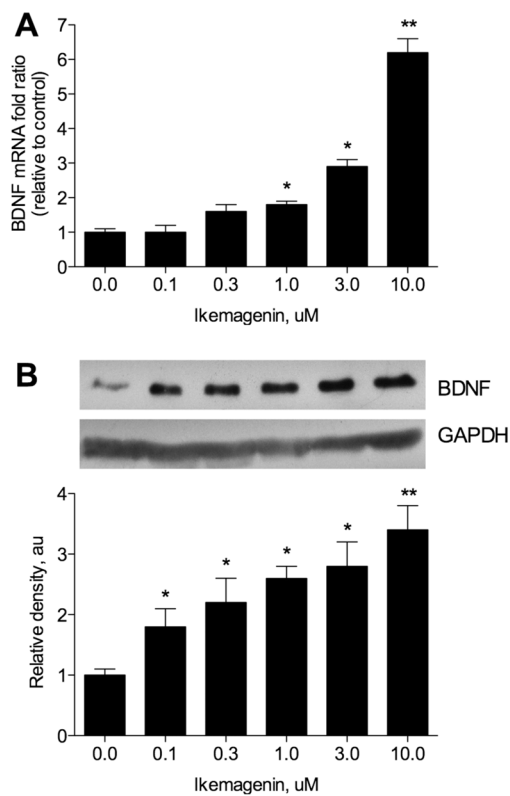 A
BDNF mRNA fold ratio
(relative to control)
7
6
5
4
3
2
1
0
*
*
**
0.0 0.1 0.3 1.0 3.0 10.0
Ikemagenin, uM
B
BDNF
GAPDH
Relative density, au
4
3
2
1
0
*
*
*
*
**
0.0 0.1 0.3 1.0 3.0 10.0
Ikemagenin, uM